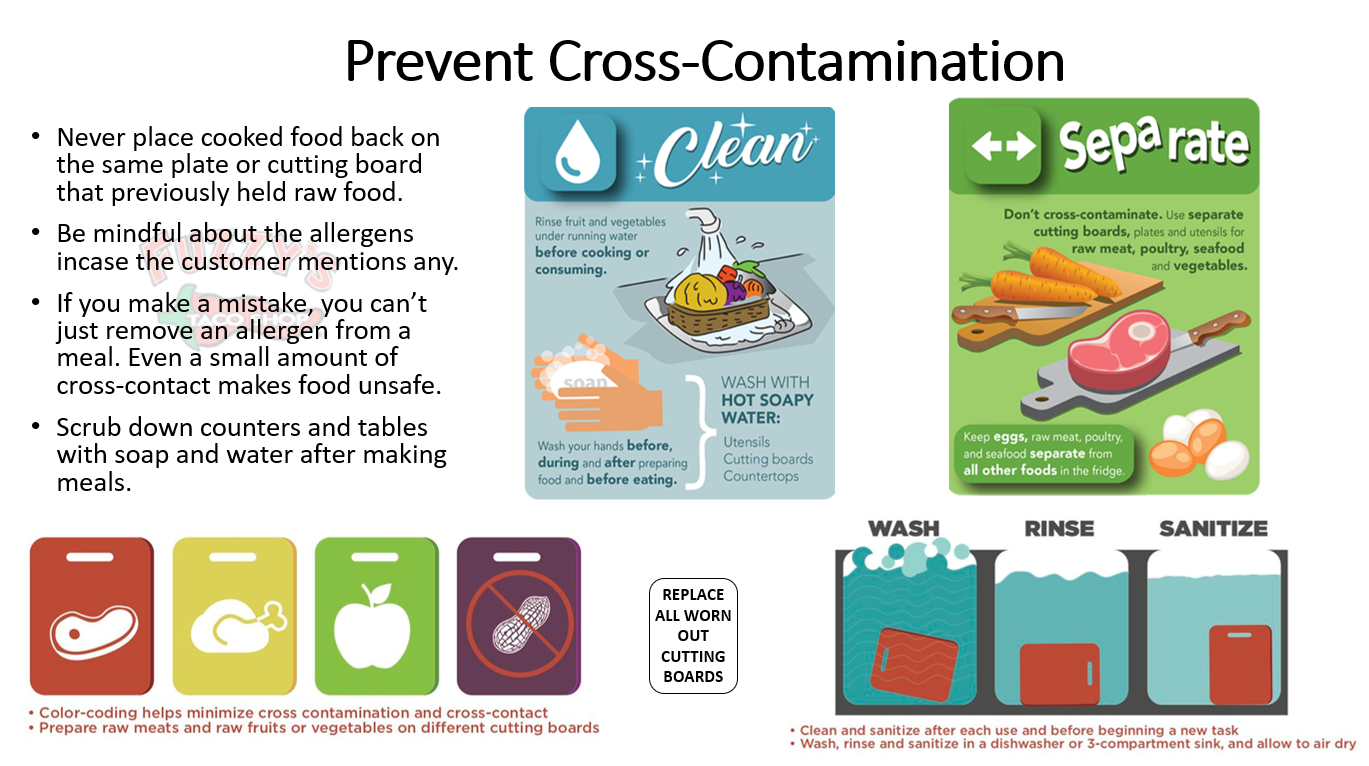 Prevent Cross-Contamination
• Never place cooked food back on
the same plate or cutting board
that previously held raw food.
• Be mindful about the allergens
incase the customer mentions any.
• If you make a mistake, you can’t
just remove an allergen from a
meal. Even a small amount of
cross-contact makes food unsafe.
• Scrub down counters and tables
with soap and water after making
meals.
FUZZY's
TACO SHOP
Clean
Rinse fruit and vegetables
under running water
before cooking or
consuming.
soap
Wash your hands before,
during and after preparing
food and before eating.
WASH WITH
HOT SOAPY
WATER:
Utensils
Cutting boards
Countertops
Separate
Don’t cross-contaminate. Use separate
cutting boards, plates and utensils for
raw meat, poultry, seafood
and vegetables.
Keep eggs, raw meat, poultry,
and seafood separate from
all other foods in the fridge.
• Color-coding helps minimize cross contamination and cross-contact
• Prepare raw meats and raw fruits or vegetables on different cutting boards
REPLACE
ALL WORN
OUT
CUTTING
BOARDS
WASH RINSE SANITIZE
• Clean and sanitize after each use and before beginning a new task
• Wash, rinse and sanitize in a dishwasher or 3-compartment sink, and allow to air dry